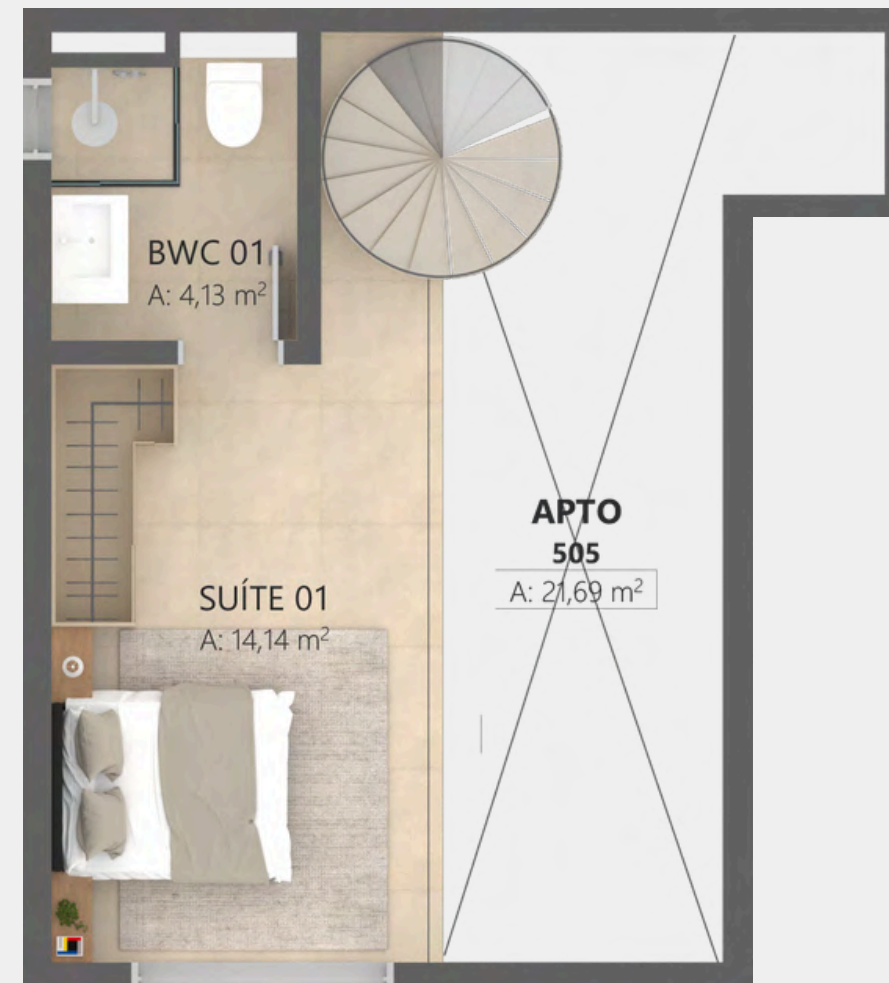 BWC 01
A: 4,13 m²
APTO
505
A: 21,69 m²
SUÍTE 01
A: 14,14 m²